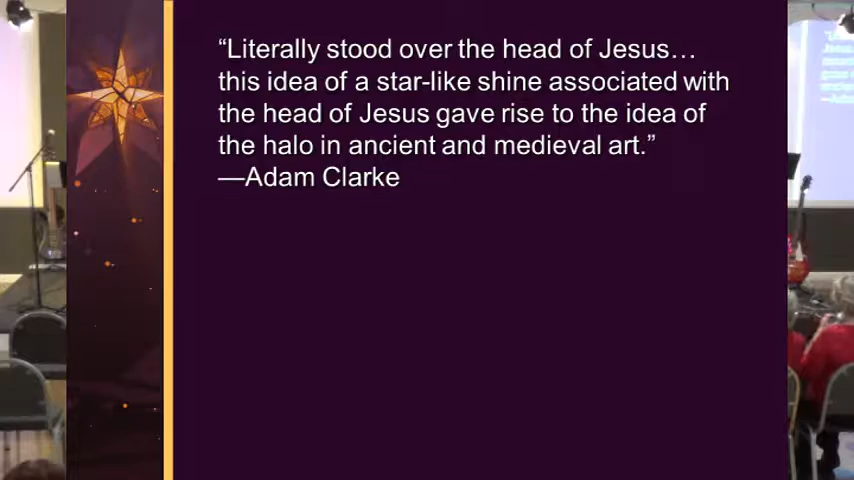 “Literally stood over the head of Jesus…
this idea of a star-like shine associated with
the head of Jesus gave rise to the idea of
the halo in ancient and medieval art.”
—Adam Clarke